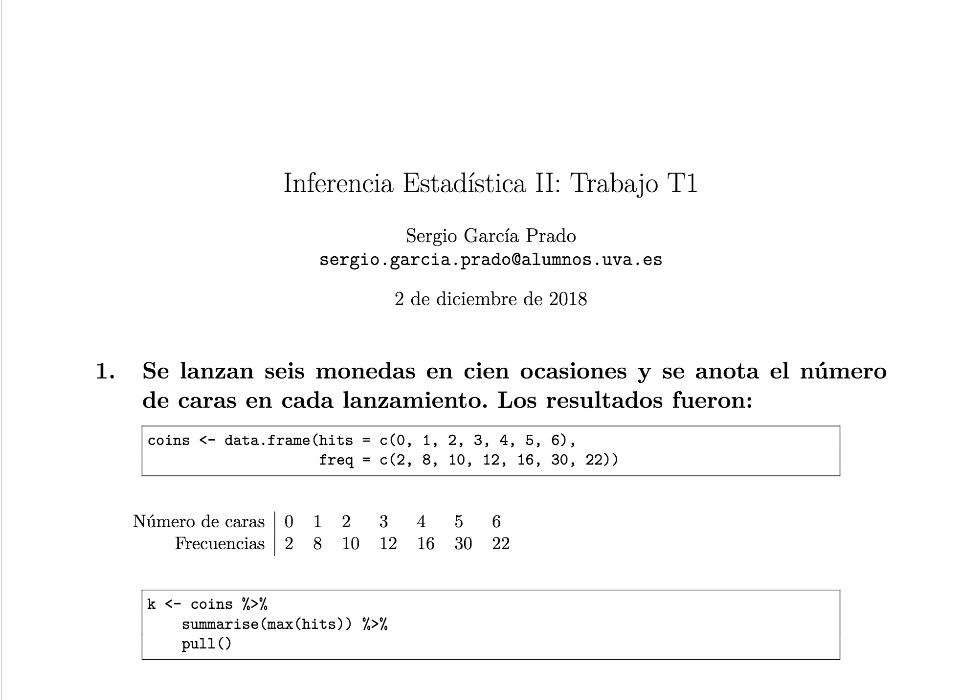 Inferencia Estadística II: Trabajo T1
Sergio García Prado
sergio.garcia.prado@alumnos.uva.es
2 de diciembre de 2018
1. Se lanzan seis monedas en cien ocasiones y se anota el número
de caras en cada lanzamiento. Los resultados fueron:
coins <- data.frame(hits = c(0, 1, 2, 3, 4, 5, 6),
freq = c(2, 8, 10, 12, 16, 30, 22))
Número de caras 0 1 2 3 4 5 6
Frecuencias 2 8 10 12 16 30 22
k <- coins %>%
summarise(max(hits)) %>%
pull()